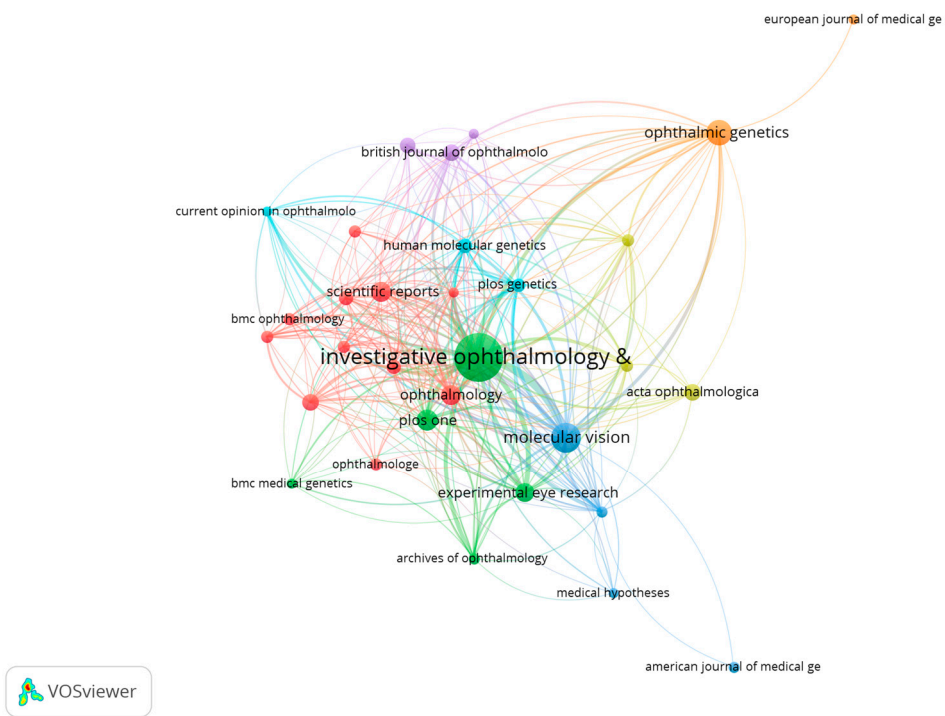 european journal of medical ge
ophthalmic genetics
british journal of ophthalmolo
current opinion in ophthalmolo
human molecular genetics
plos genetics
scientific reports
bmc ophthalmology
investigative ophthalmology &
acta ophthalmologica
ophthalmology
plos one
molecular vision
ophthalmologe
bmc medical genetics
experimental eye research
archives of ophthalmology
medical hypotheses
american journal of medical ge
VOSviewer